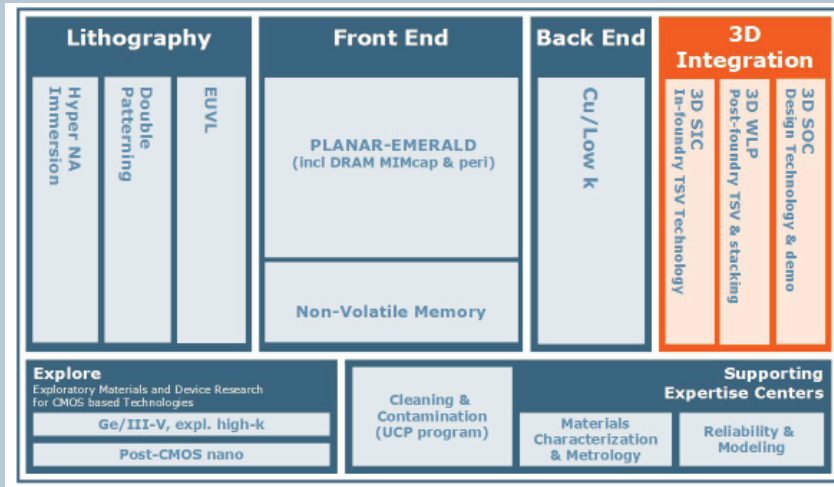 Lithography
Hyper NA
Immersion
Double
Patterning
EUVL
Front End
PLANAR-EMERALD
(incl DRAM MIMcap & peri)
Non-Volatile Memory
Back End
Cu/Low k
3D
Integration
3D SIC
In-foundry TSV Technology
3D WLP
Post-foundry TSV & stacking
3D SOC
Design Technology & demo
Explore
Exploratory Materials and Device Research
for CMOS based Technologies
Ge/III-V, expl. high-k
Post-CMOS nano
Supporting
Expertise Centers
Cleaning &
Contamination
(UCP program)
Materials
Characterization
& Metrology
Reliability &
Modeling